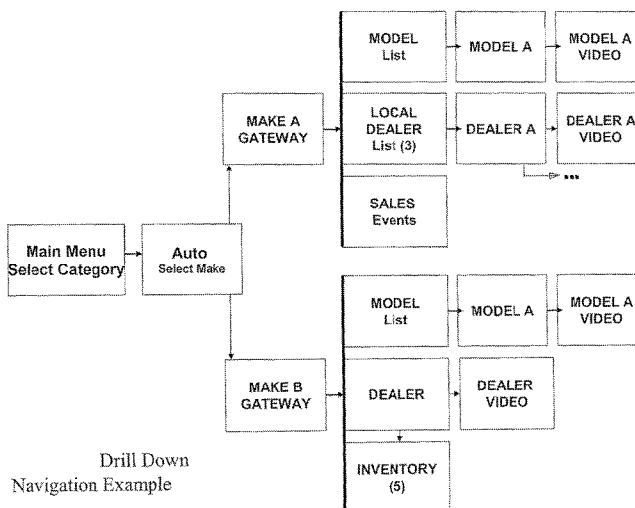 MODEL
List
MODEL A
MODEL A
VIDEO
MAKE A
GATEWAY
LOCAL
DEALER
List (3)
DEALER A
DEALER A
VIDEO
...
SALES
Events
Main Menu
Select Category
Auto
Select Make
MODEL
List
MODEL A
MODEL A
VIDEO
MAKE B
GATEWAY
DEALER
DEALER
VIDEO
INVENTORY
(5)
Drill Down
Navigation Example